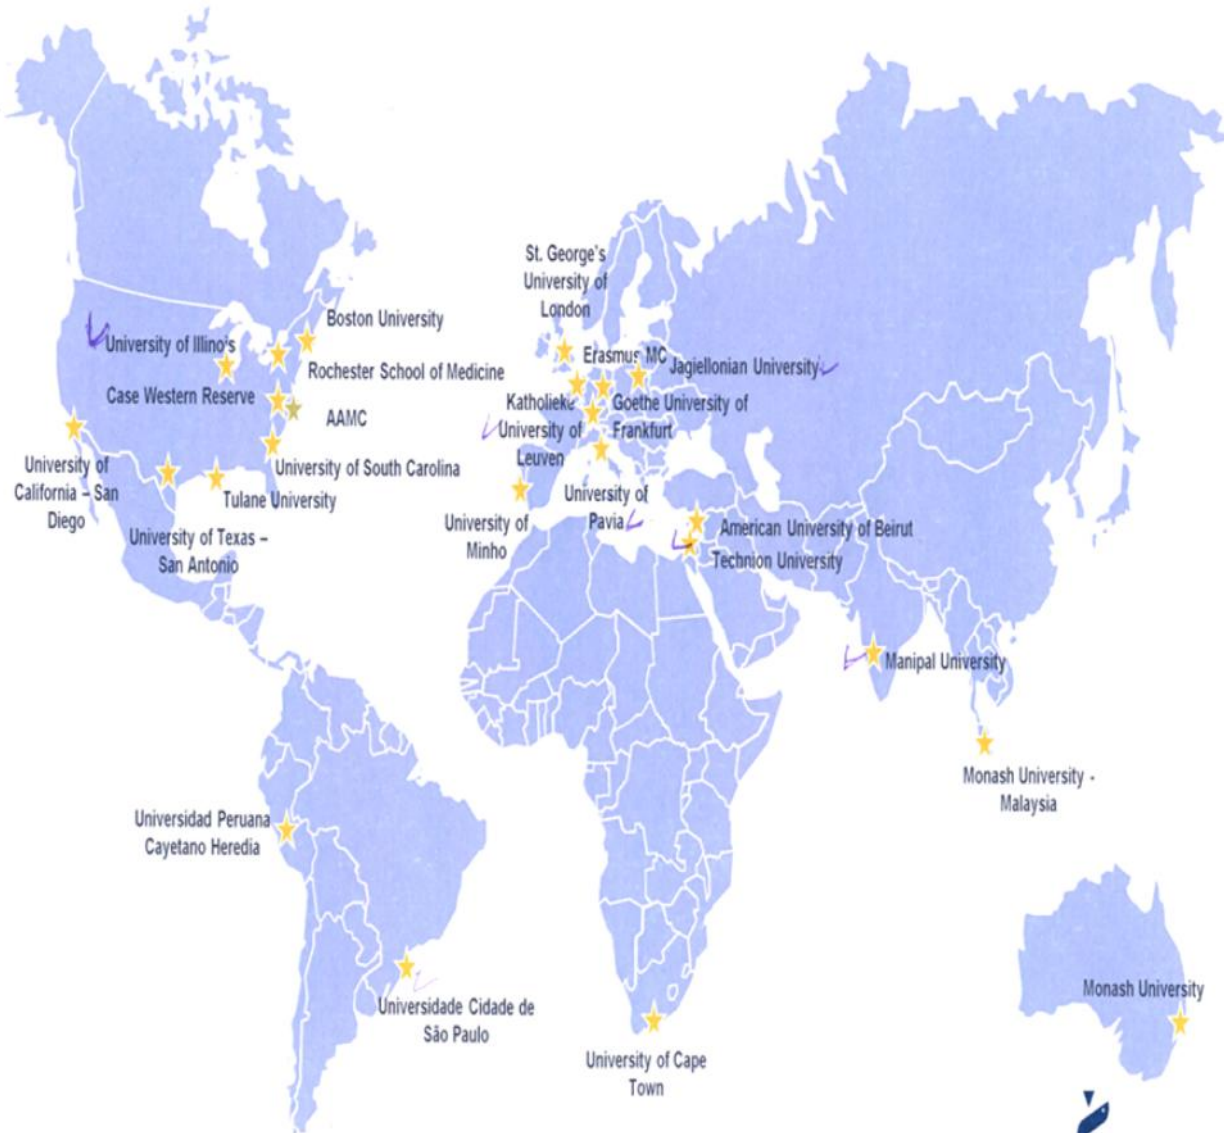 St. George's
University of
London
Boston University
University of Illino's
Erasmus MC
Jagiellonian University
Rochester School of Medicine
Case Western Reserve
Katholieke
University of
Leuven
Goethe University of
Frankfurt
AAMC
University of
California – San
Diego
University of South Carolina
Tulane University
University of Texas –
San Antonio
University of
Minho
University of
Pavia
American University of Beirut
Technion University
Manipal University
Monash University -
Malaysia
Universidad Peruana
Cayetano Heredia
Universidade Cidade de
São Paulo
University of Cape
Town
Monash University